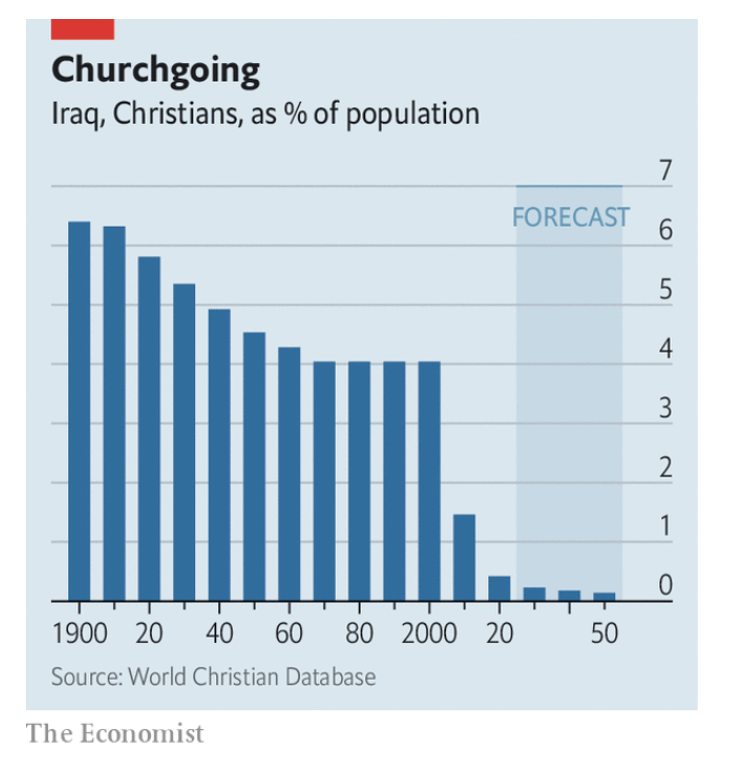 Churchgoing
Iraq, Christians, as % of population
7
FORECAST
6
5
4
3
2
1
0
1900 20 40 60 80 2000 20 50
Source: World Christian Database
The Economist